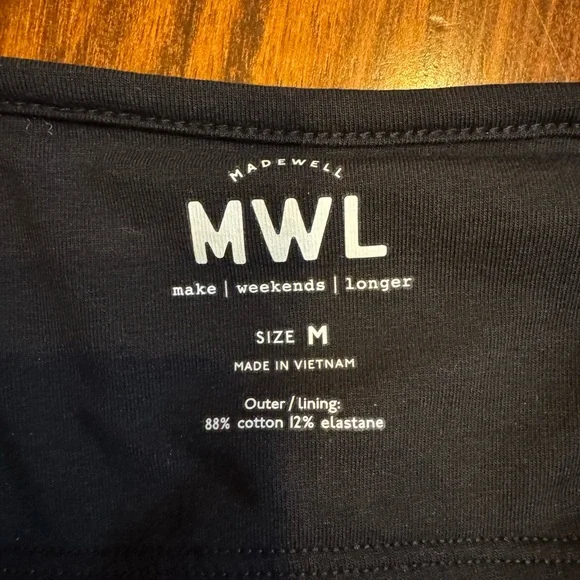 MADEWELL
MWL
make | weekends | longer
SIZE M
MADE IN VIETNAM
Outer / lining:
88% cotton 12% elastane